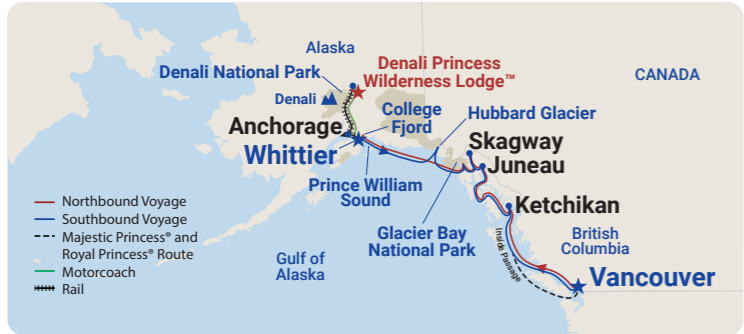 Alaska
Denali National Park
Denali Princess
Wilderness Lodge™
CANADA
Denali
College
Fjord
Hubbard Glacier
Anchorage
Whittier
Skagway
Juneau
Prince William
Sound
Ketchikan
Glacier Bay
National Park
Northbound Voyage
Southbound Voyage
Majestic Princess® and
Royal Princess® Route
Motorcoach
Rail
Gulf of
Alaska
Inside Passage
British
Columbia
Vancouver